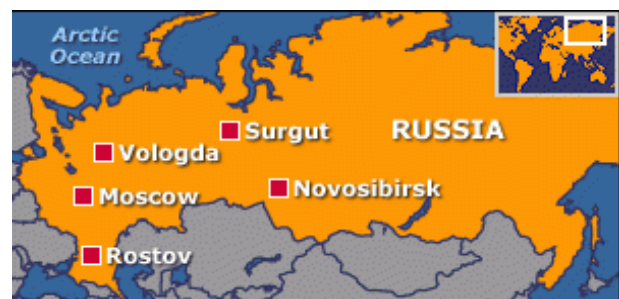 Arctic
Ocean
Surgut
RUSSIA
Vologda
Novosibirsk
Moscow
Rostov